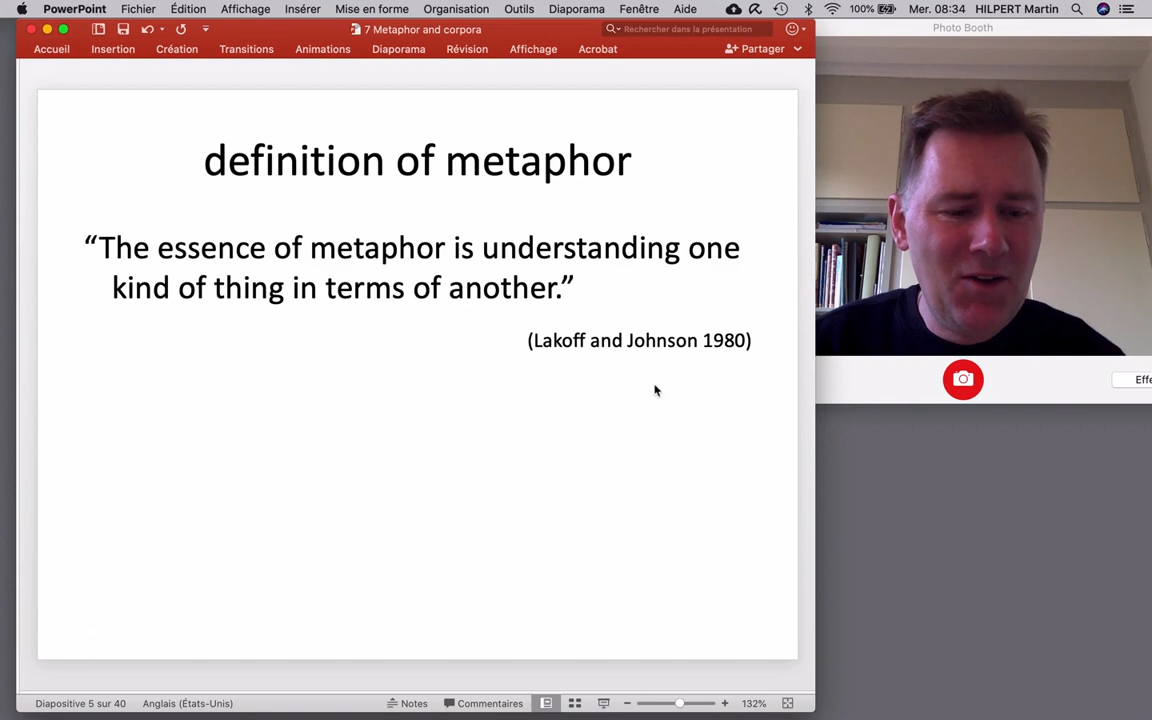 PowerPoint Fichier Édition Affichage Insérer Mise en forme Organisation Outils Diaporama Fenêtre Aide 100% Mer. 08:34 HILPERT Martin
7 Metaphor and corpora
Rechercher dans la présentation
Photo Booth
Accueil Insertion Création Transitions Animations Diaporama Révision Affichage Acrobat Partager
definition of metaphor
“The essence of metaphor is understanding one
kind of thing in terms of another.”
(Lakoff and Johnson 1980)
Effe
Diapositive 5 sur 40 Anglais (États-Unis) Notes Commentaires 132%